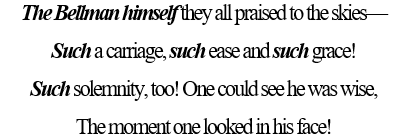 The Bellman himself they all praised to the skies—
Such a carriage, such ease and such grace!
Such solemnity, too! One could see he was wise,
The moment one looked in his face!